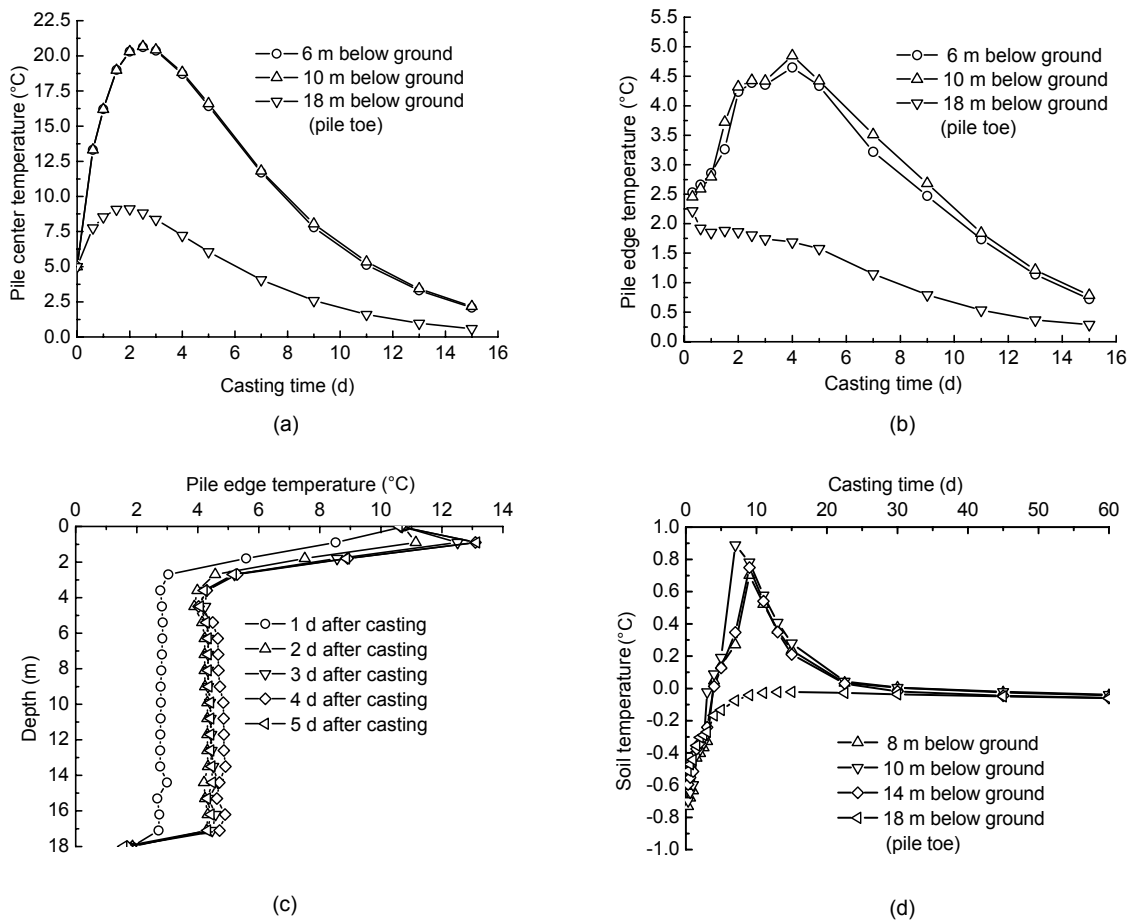 22.5
20.0
17.5
15.0
12.5
10.0
7.5
5.0
2.5
0.0
Pile center temperature (°C)
6 m below ground
10 m below ground
18 m below ground
(pile toe)
0 2 4 6 8 10 12 14 16
Casting time (d)
(a)
5.5
5.0
4.5
4.0
3.5
3.0
2.5
2.0
1.5
1.0
0.5
0.0
Pile edge temperature (°C)
6 m below ground
10 m below ground
18 m below ground
(pile toe)
0 2 4 6 8 10 12 14 16
Casting time (d)
(b)
Pile edge temperature (°C)
0 2 4 6 8 10 12 14
0
2
4
6
8
10
12
14
16
18
Depth (m)
1 d after casting
2 d after casting
3 d after casting
4 d after casting
5 d after casting
(c)
Casting time (d)
0 10 20 30 40 50 60
1.0
0.8
0.6
0.4
0.2
0.0
-0.2
-0.4
-0.6
-0.8
-1.0
Soil temperature (°C)
8 m below ground
10 m below ground
14 m below ground
18 m below ground
(pile toe)
(d)